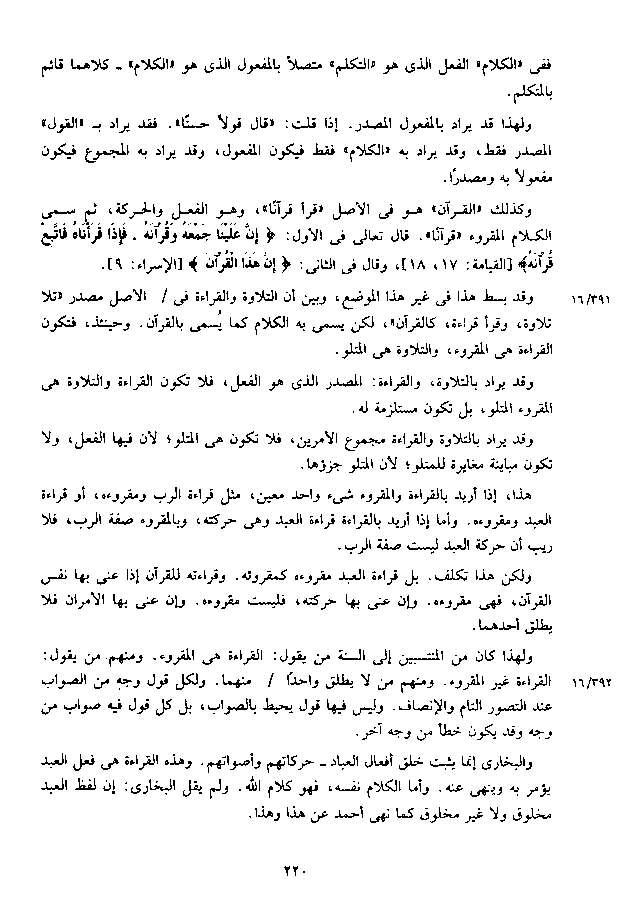 ففى «الكلام» الفعل الذى هو «التكلم» متصلاً بالمفعول الذى هو «الكلام» ـ كلاهما قائم
بالمتكلم.
ولهذا قد يراد بالمفعول المصدر. إذا قلت: «قال قولاً حسنًا». فقد يراد بـ «القول»
المصدر فقط، وقد يراد به «الكلام» فقط فيكون المفعول، وقد يراد به المجموع فيكون
مفعولاً به ومصدرًا.
وكذلك «القرآن» هو فى الأصل «قرأ قرآنًا»، وهو الفعل والحركة، ثم سمى
الكلام المقروء «قرآنًا». قال تعالى فى الأول: ﴿ إِنَّ عَلَيْنَا جَمْعَهُ وَقُرْآنَهُ . فَإِذَا قَرَأْنَاهُ فَاتَّبِعْ
قُرْآنَهُ﴾ [القيامة: ١٧، ١٨]، وقال فى الثانى: ﴿ إِنَّ هَذَا الْقُرْآنَ ﴾ [الإسراء: ٩].
١٦/٣٩١ وقد بسط هذا فى غير هذا الموضع، وبين أن التلاوة والقراءة فى / الأصل مصدر «تلا
تلاوة، وقرأ قراءة، كالقرآن»، لكن يسمى به الكلام كما يُسمى بالقرآن. وحينئذ، فتكون
القراءة هى المقروء، والتلاوة هى المتلو.
وقد يراد بالتلاوة، والقراءة: المصدر الذى هو الفعل، فلا تكون القراءة والتلاوة هى
المقروء المتلو، بل تكون مستلزمة له.
وقد يراد بالتلاوة والقراءة مجموع الأمرين، فلا تكون هى المتلو؛ لأن فيها الفعل، ولا
تكون مباينة مغايرة للمتلو؛ لأن المتلو جزؤها.
هذا، إذا أريد بالقراءة والمقروء شىء واحد معين، مثل قراءة الرب ومقروءه، أو قراءة
العبد ومقروءه. وأما إذا أريد بالقراءة قراءة العبد وهى حركته، وبالمقروء صفة الرب، فلا
ريب أن حركة العبد ليست صفة الرب.
ولكن هذا تكلف. بل قراءة العبد مقروءه كمقروئه. وقراءته للقرآن إذا عنى بها نفس
القرآن، فهى مقروءه. وإن عنى بها حركته، فليست مقروءه. وإن عنى بها الأمران فلا
يطلق أحدهما.
ولهذا كان من المنتسبين إلى السنة من يقول: القراءة هى المقروء. ومنهم من يقول:
١٦/٣٩٢ القراءة غير المقروء. ومنهم من لا يطلق واحدًا / منهما. ولكل قول وجه من الصواب
عند التصور التام والإنصاف. وليس فيها قول يحيط بالصواب، بل كل قول فيه صواب من
وجه وقد يكون خطأ من وجه آخر.
والبخارى إنما يثبت خلق أفعال العباد ـ حركاتهم وأصواتهم. وهذه القراءة هى فعل العبد
يؤمر به وينهى عنه. وأما الكلام نفسه، فهو كلام الله. ولم يقل البخارى: إن لفظ العبد
مخلوق ولا غير مخلوق كما نهى أحمد عن هذا وهذا.
٢٢٠